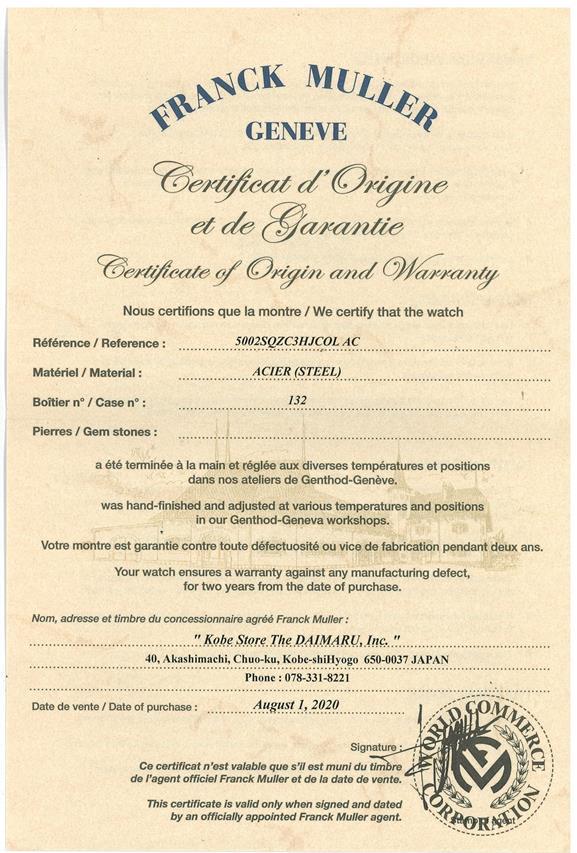 FRANCK MULLER
GENEVE
Certificat d'Origine
et de Garantie
Certificate of Origin and Warranty
Nous certifions que la montre / We certify that the watch
Référence / Reference : 5002SQZC3HJCOL AC
Matériel / Material : ACIER (STEEL)
Boîtier n° / Case n° : 132
Pierres / Gem stones :
a été terminée à la main et réglée aux diverses températures et positions
dans nos ateliers de Genthod-Genève.
was hand-finished and adjusted at various temperatures and positions
in our Genthod-Geneva workshops.
Votre montre est garantie contre toute défectuosité ou vice de fabrication pendant deux ans.
Your watch ensures a warranty against any manufacturing defect,
for two years from the date of purchase.
Nom, adresse et timbre du concessionaire agréé Franck Muller :
" Kobe Store The DAIMARU, Inc. "
40, Akashimachi, Chuo-ku, Kobe-shiHyogo 650-0037 JAPAN
Phone : 078-331-8221
Date de vente / Date of purchase : August 1, 2020
Signature :
WORLD COMMERCE
CORPORATION
Ce certificat n'est valable que s'il est muni du timbre
de l'agent officiel Franck Muller et de la date de vente.
This certificate is valid only when signed and dated
by an officially appointed Franck Muller agent.